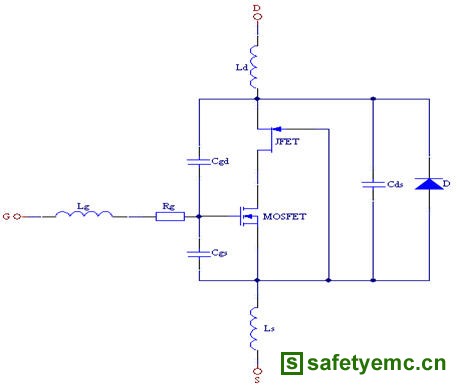 D
Ld
JFET
Cgd
Cds
D
Lg
Rg
G
MOSFET
Cgs
Ls
S
S safetyemc.cn